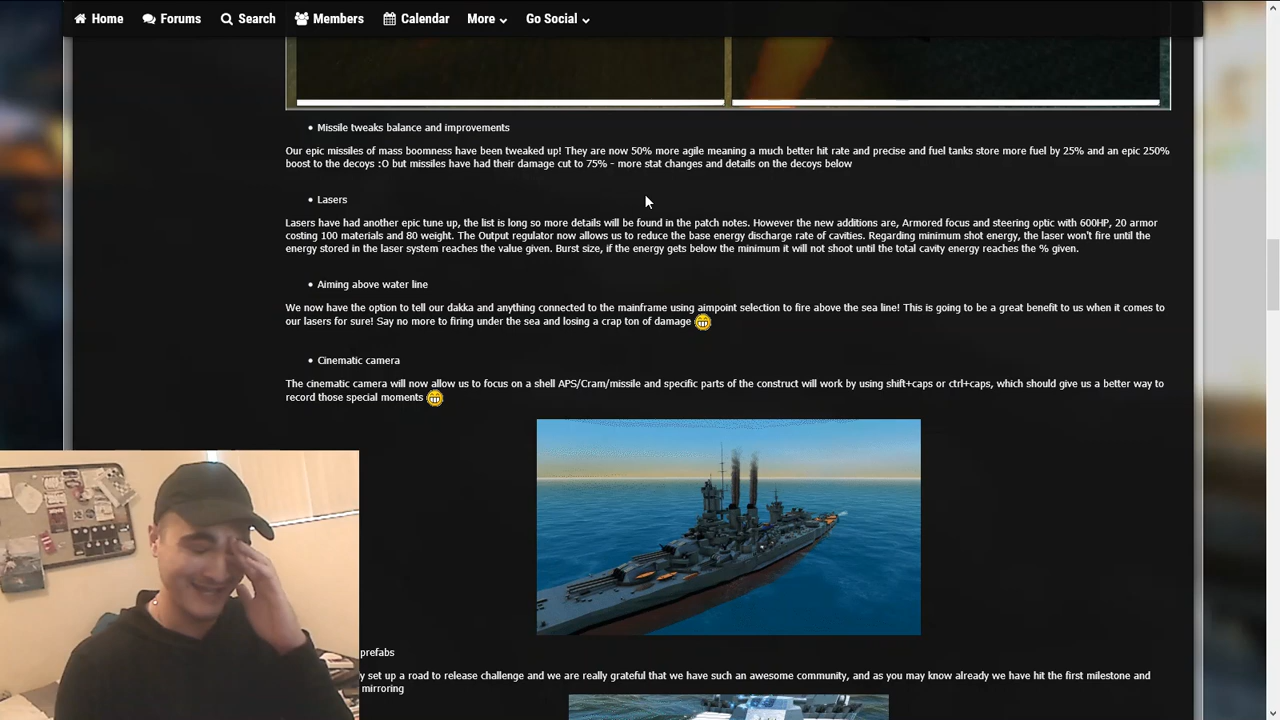 Home Forums Search Members Calendar More Go Social
Missile tweaks balance and improvements
Our epic missiles of mass boomness have been tweaked up! They are now 50% more agile meaning a much better hit rate and precise and fuel tanks store more fuel by 25% and an epic 250%
boost to the decoys :O but missiles have had their damage cut to 75% - more stat changes and details on the decoys below
Lasers
Lasers have had another epic tune up, the list is long so more details will be found in the patch notes. However the new additions are, Armored focus and steering optic with 600HP, 20 armor
costing 100 materials and 80 weight. The Output regulator now allows us to reduce the base energy discharge rate of cavities. Regarding minimum shot energy, the laser won't fire until the
energy stored in the laser system reaches the value given. Burst size, if the energy gets below the minimum it will not shoot until the total cavity energy reaches the % given.
Aiming above water line
We now have the option to tell our dakka and anything connected to the mainframe using aimpoint selection to fire above the sea line! This is going to be a great benefit to us when it comes to
our lasers for sure! Say no more to firing under the sea and losing a crap ton of damage
Cinematic camera
The cinematic camera will now allow us to focus on a shell APS/Cram/missile and specific parts of the construct will work by using shift+caps or ctrl+caps, which should give us a better way to
record those special moments
prefabs
y set up a road to release challenge and we are really grateful that we have such an awesome community, and as you may know already we have hit the first milestone and
mirroring